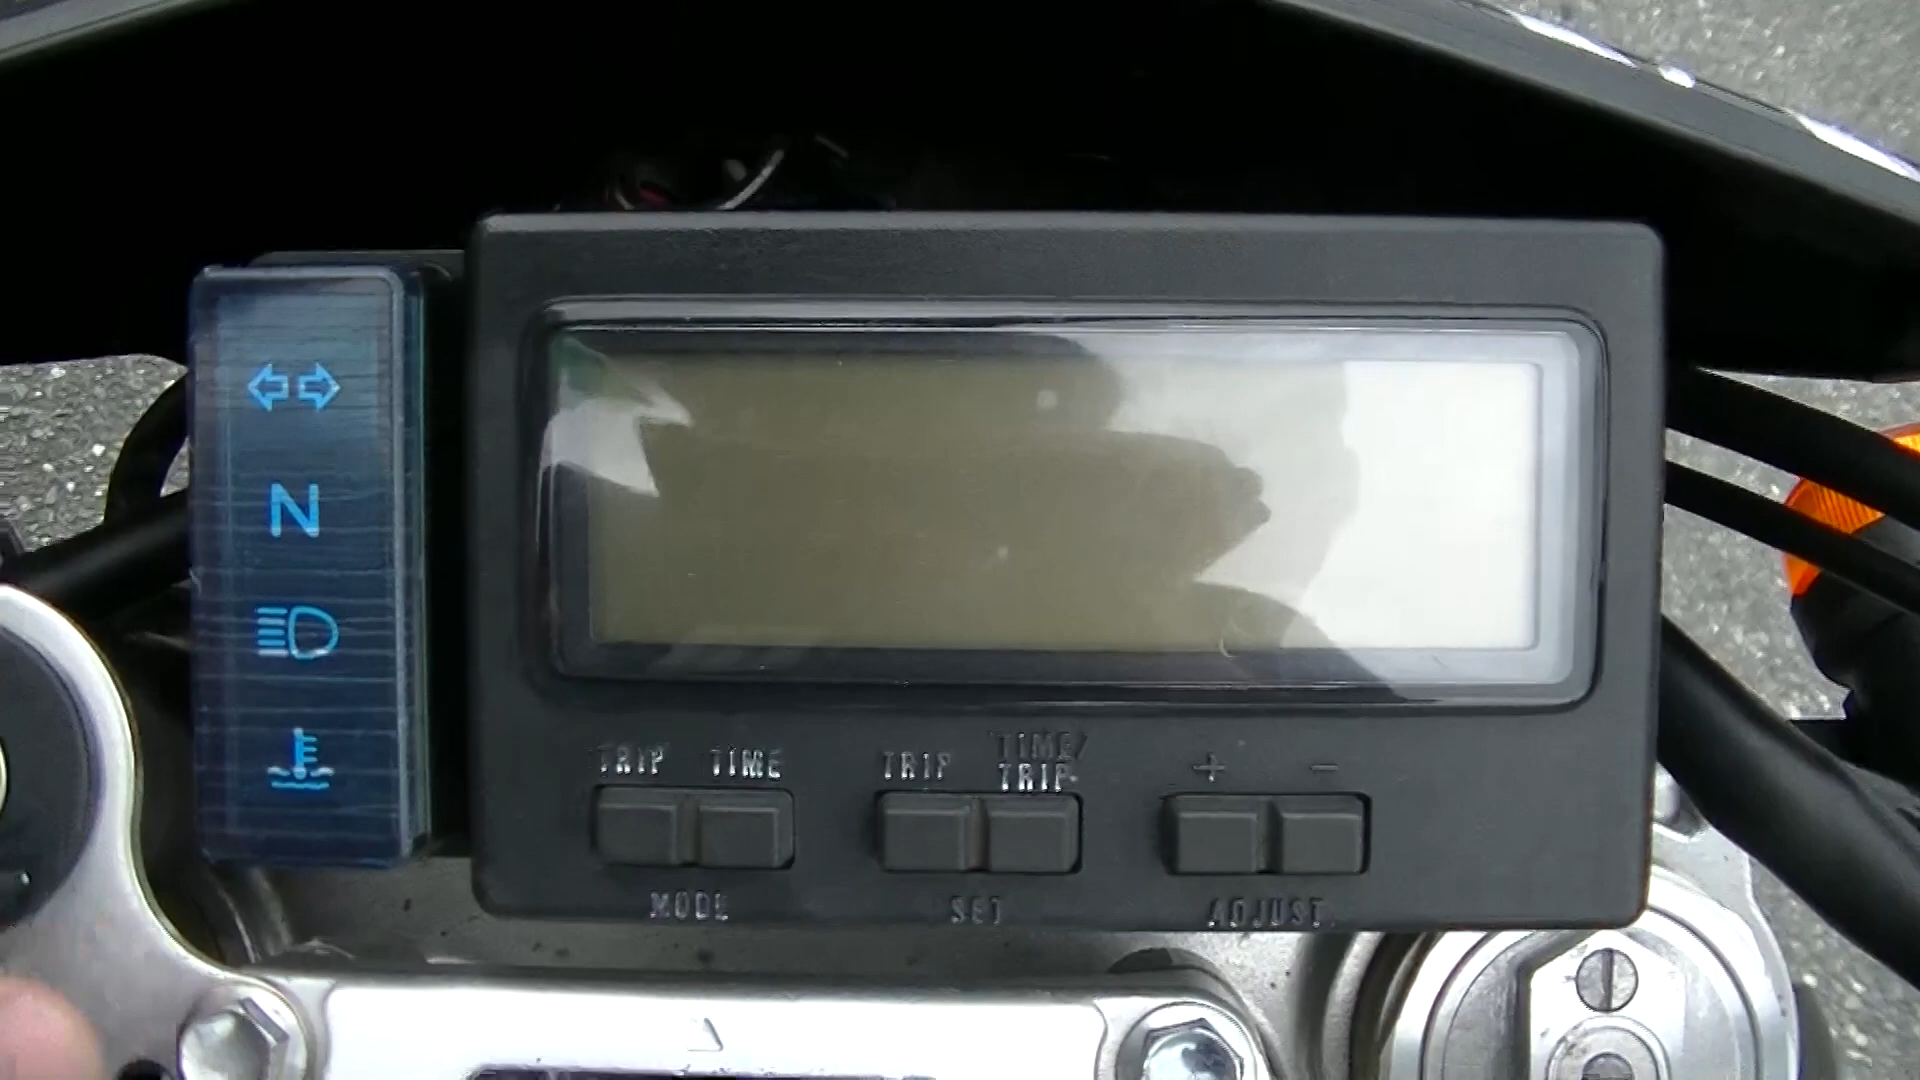 N
TRIP TIME
TRIP TIME/
TRIP
+ −
MODE
SET
ADJUST